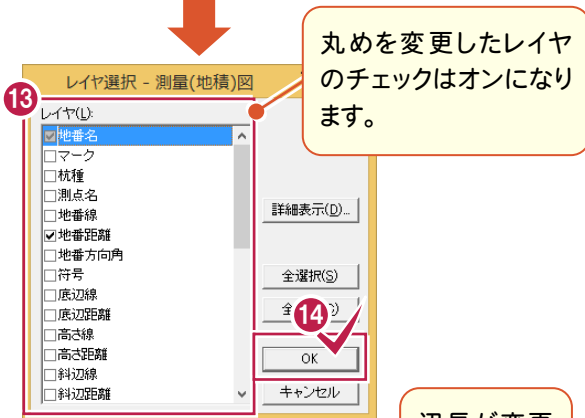 丸めを変更したレイヤ
のチェックはオンになり
ます。
レイヤ選択 - 測量(地積)図
13
レイヤ(L):
地番名
マーク
杭種
測点名
地番線
地番距離
地番方向角
符号
底辺線
底辺距離
高さ線
高さ距離
斜辺線
斜辺距離
詳細表示(D)...
全選択(S)
14
OK
キャンセル